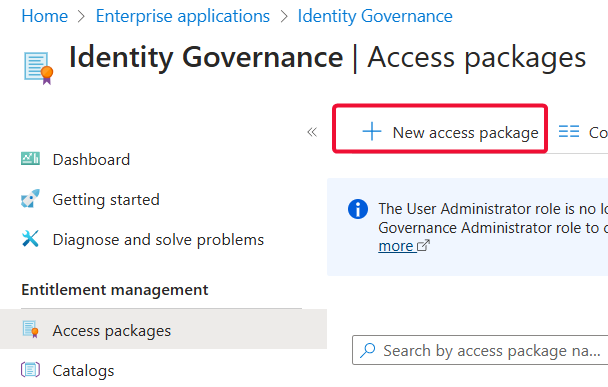 Home > Enterprise applications > Identity Governance
Identity Governance | Access packages
« + New access package Co
Dashboard
Getting started
Diagnose and solve problems
The User Administrator role is no lo
Governance Administrator role to c
more
Entitlement management
Access packages
Search by access package na...
Catalogs